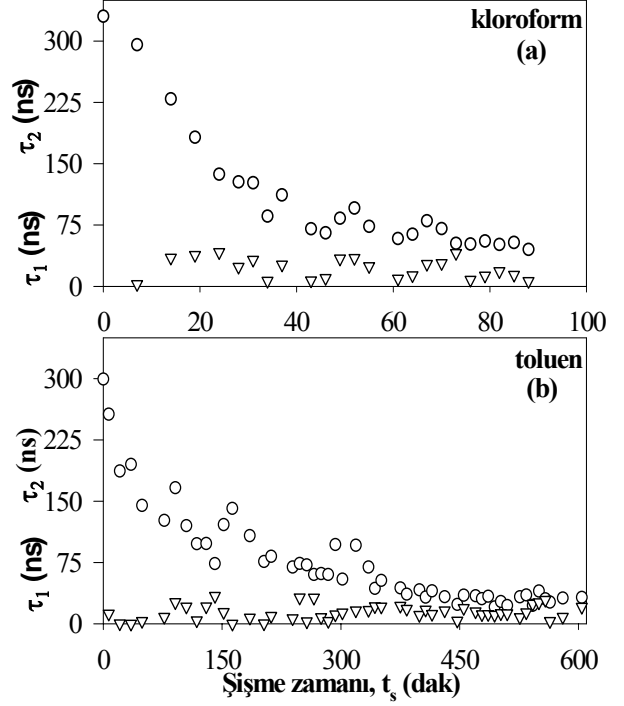 kloroform
(a)
τ₂ (ns)
τ₁ (ns)
300
225
150
75
0
0 20 40 60 80 100
toluen
(b)
τ₂ (ns)
τ₁ (ns)
300
225
150
75
0
0 150 300 450 600
Şişme zamanı, tₛ (dak)